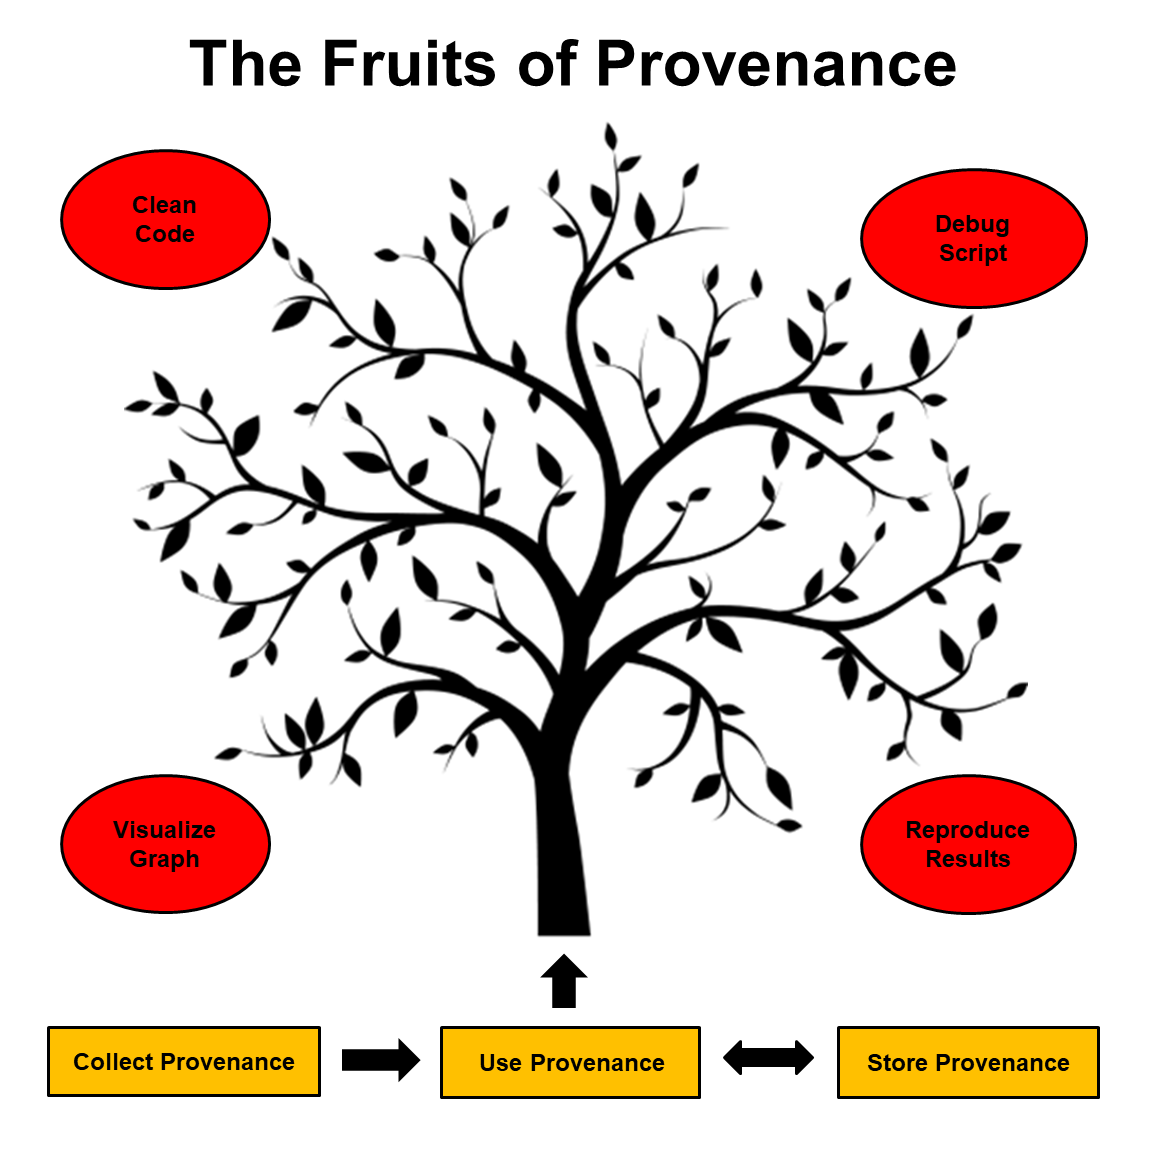 The Fruits of Provenance
Clean
Code
Debug
Script
Visualize
Graph
Reproduce
Results
Collect Provenance
Use Provenance
Store Provenance